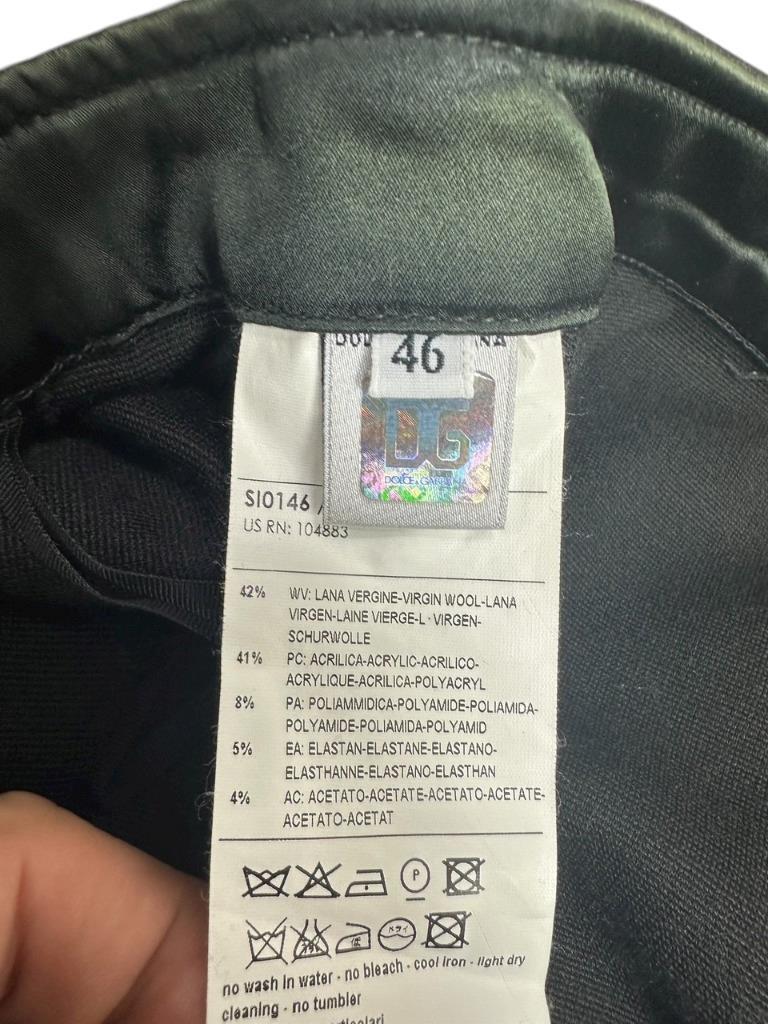 46
DG
DOLCE & GABBANA
SI0146 /
US RN: 104883
42% WV: LANA VERGINE-VIRGIN WOOL-LANA
VIRGEN-LAINE VIERGE-L·VIRGEN-
SCHURWOLLE
41% PC: ACRILICA-ACRYLIC-ACRILICO-
ACRYLIQUE-ACRILICA-POLYACRYL
8% PA: POLIAMMIDICA-POLYAMIDE-POLIAMIDA-
POLYAMIDE-POLIAMIDA-POLYAMID
5% EA: ELASTAN-ELASTANE-ELASTANO-
ELASTHANNE-ELASTANO-ELASTHAN
4% AC: ACETATO-ACETATE-ACETATO-ACETATE-
ACETATO-ACETAT
P
ドライ
no wash in water - no bleach - cool iron - light dry
cleaning - no tumbler